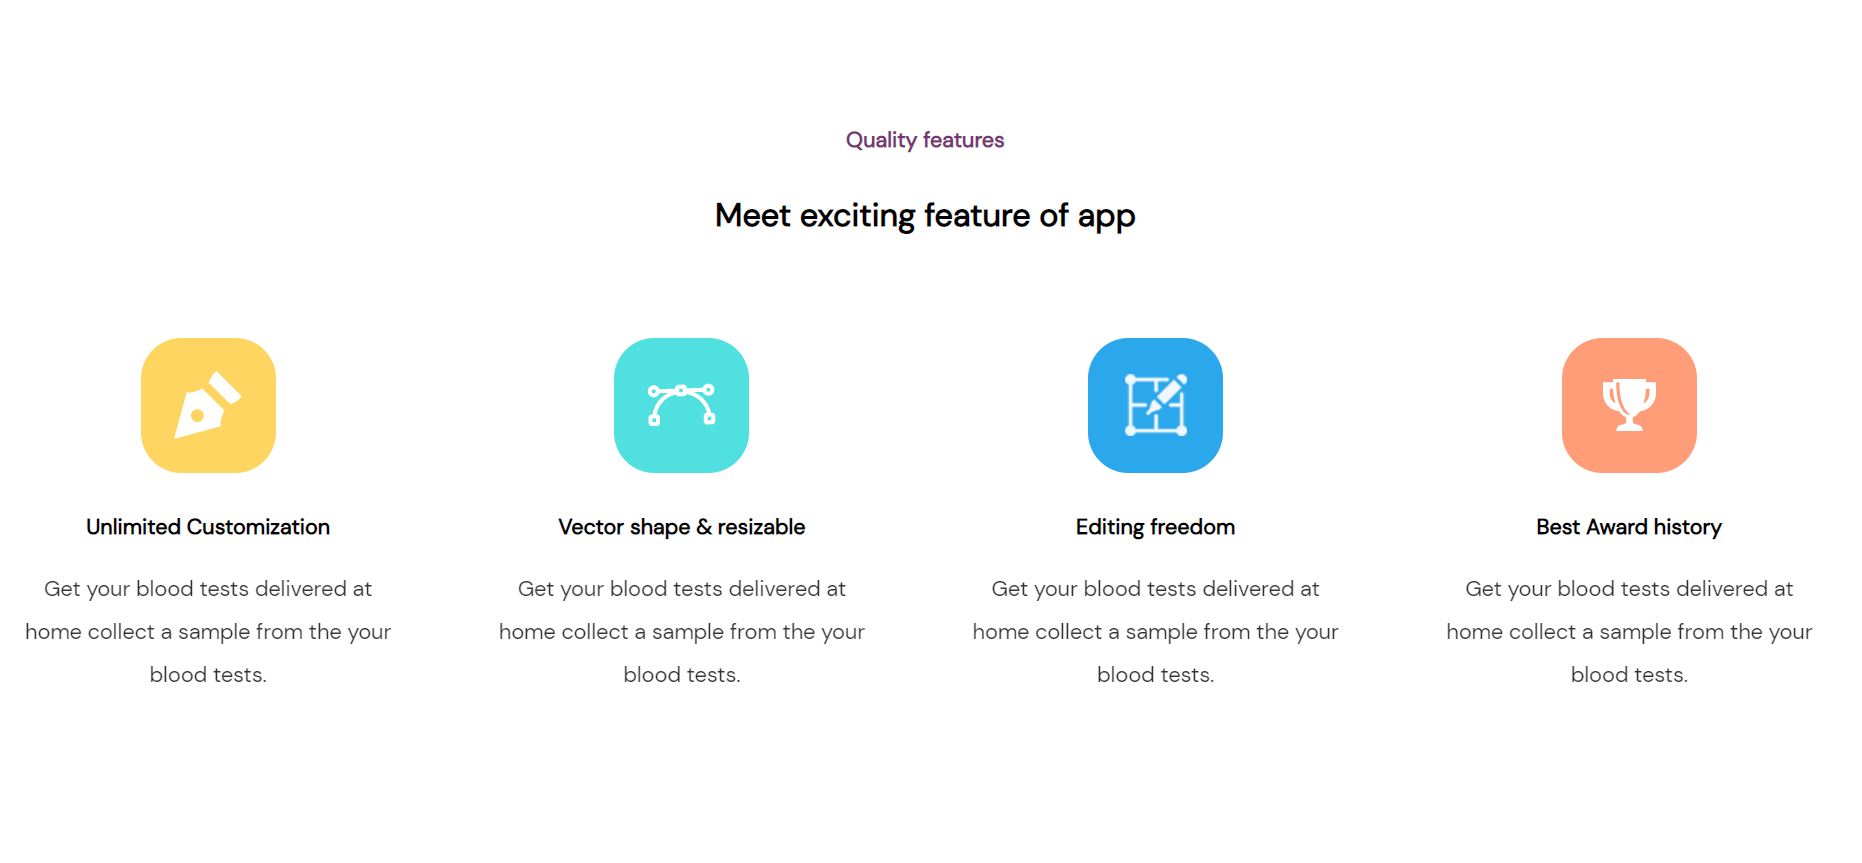 Quality features
Meet exciting feature of app
Unlimited Customization
Get your blood tests delivered at
home collect a sample from the your
blood tests.
Vector shape & resizable
Get your blood tests delivered at
home collect a sample from the your
blood tests.
Editing freedom
Get your blood tests delivered at
home collect a sample from the your
blood tests.
Best Award history
Get your blood tests delivered at
home collect a sample from the your
blood tests.